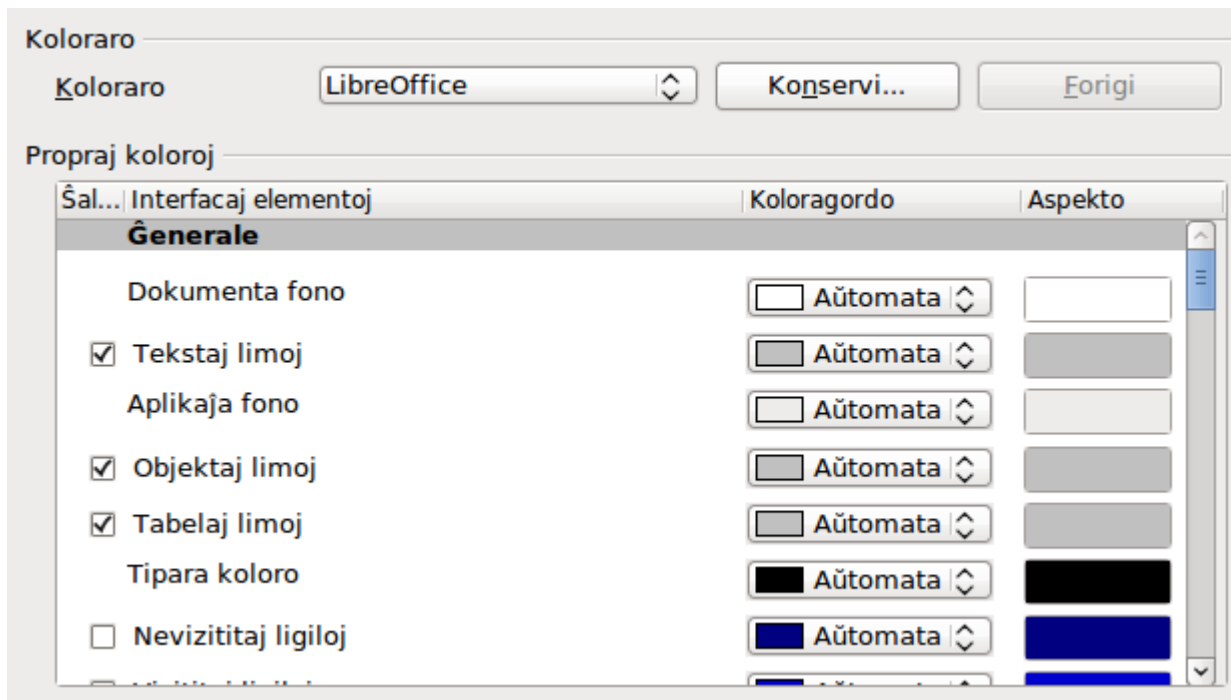 Koloraro
Koloraro LibreOffice Konservi... Forigi
Propraj koloroj
Ŝal... Interfacaj elementoj Koloragordo Aspekto
Ĝenerale
Dokumenta fono Aŭtomata
Tekstaj limoj Aŭtomata
Aplikaĵa fono Aŭtomata
Objektaj limoj Aŭtomata
Tabelaj limoj Aŭtomata
Tipara koloro Aŭtomata
Nevizititaj ligiloj Aŭtomata